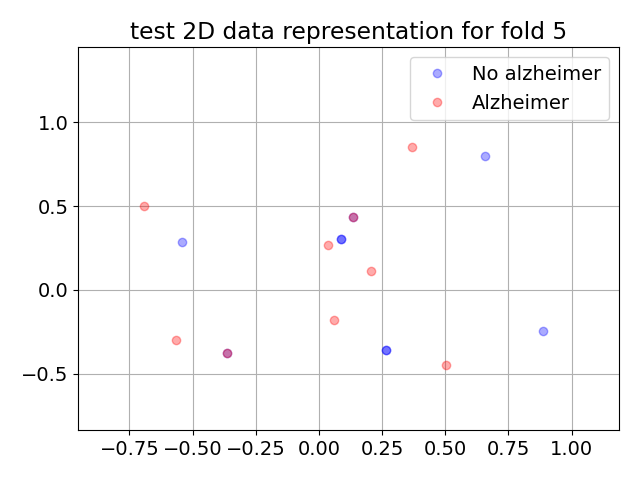 test 2D data representation for fold 5
No alzheimer
Alzheimer
1.0
0.5
0.0
−0.5
−0.75 −0.50 −0.25 0.00 0.25 0.50 0.75 1.00